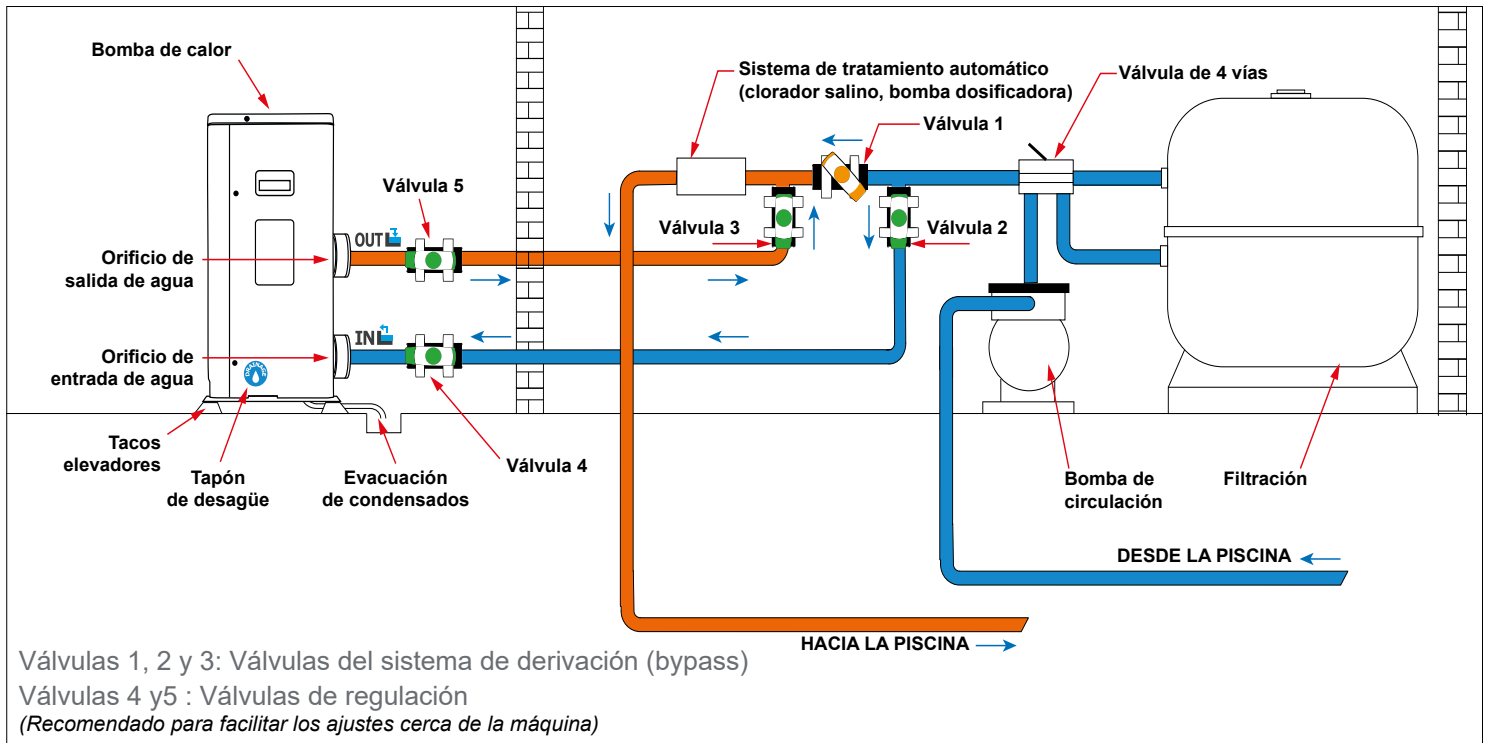 Bomba de calor
Sistema de tratamiento automático
(clorador salino, bomba dosificadora)
Válvula de 4 vías
Válvula 1
Válvula 5
Válvula 3
Válvula 2
OUT
Orificio de
salida de agua
IN
Orificio de
entrada de agua
DRAINAGE
Tacos
elevadores
Tapón
de desagüe
Evacuación
de condensados
Válvula 4
Bomba de
circulación
Filtración
DESDE LA PISCINA
HACIA LA PISCINA
Válvulas 1, 2 y 3: Válvulas del sistema de derivación (bypass)
Válvulas 4 y5 : Válvulas de regulación
(Recomendado para facilitar los ajustes cerca de la máquina)